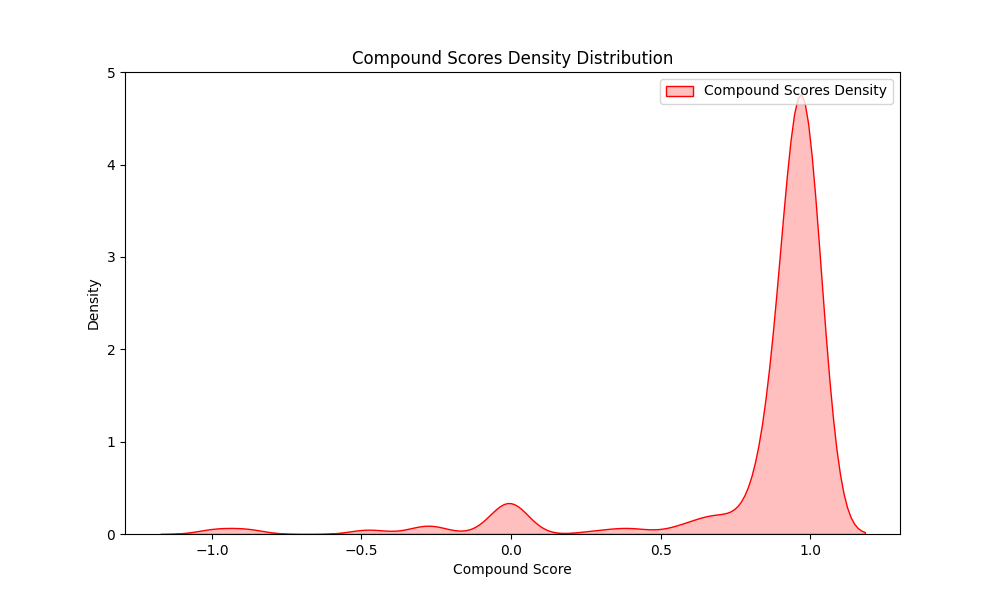 Compound Scores Density Distribution
Compound Scores Density
5
4
3
2
1
0
Density
−1.0 −0.5 0.0 0.5 1.0
Compound Score